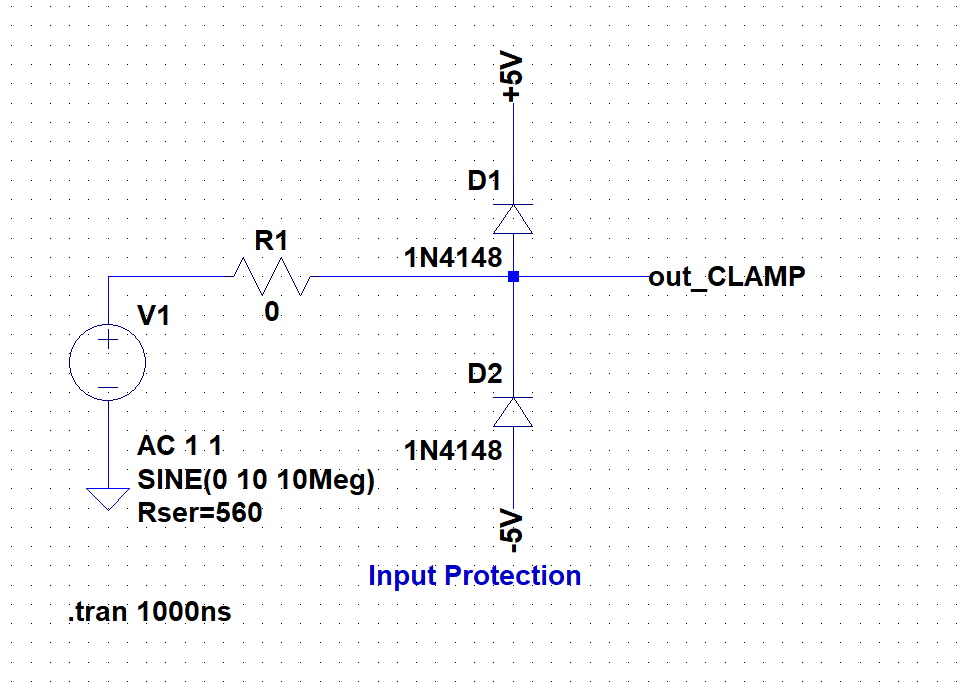 +5V
D1
1N4148
R1
0
out_CLAMP
V1
D2
1N4148
AC 1 1
SINE(0 10 10Meg)
Rser=560
-5V
Input Protection
.tran 1000ns